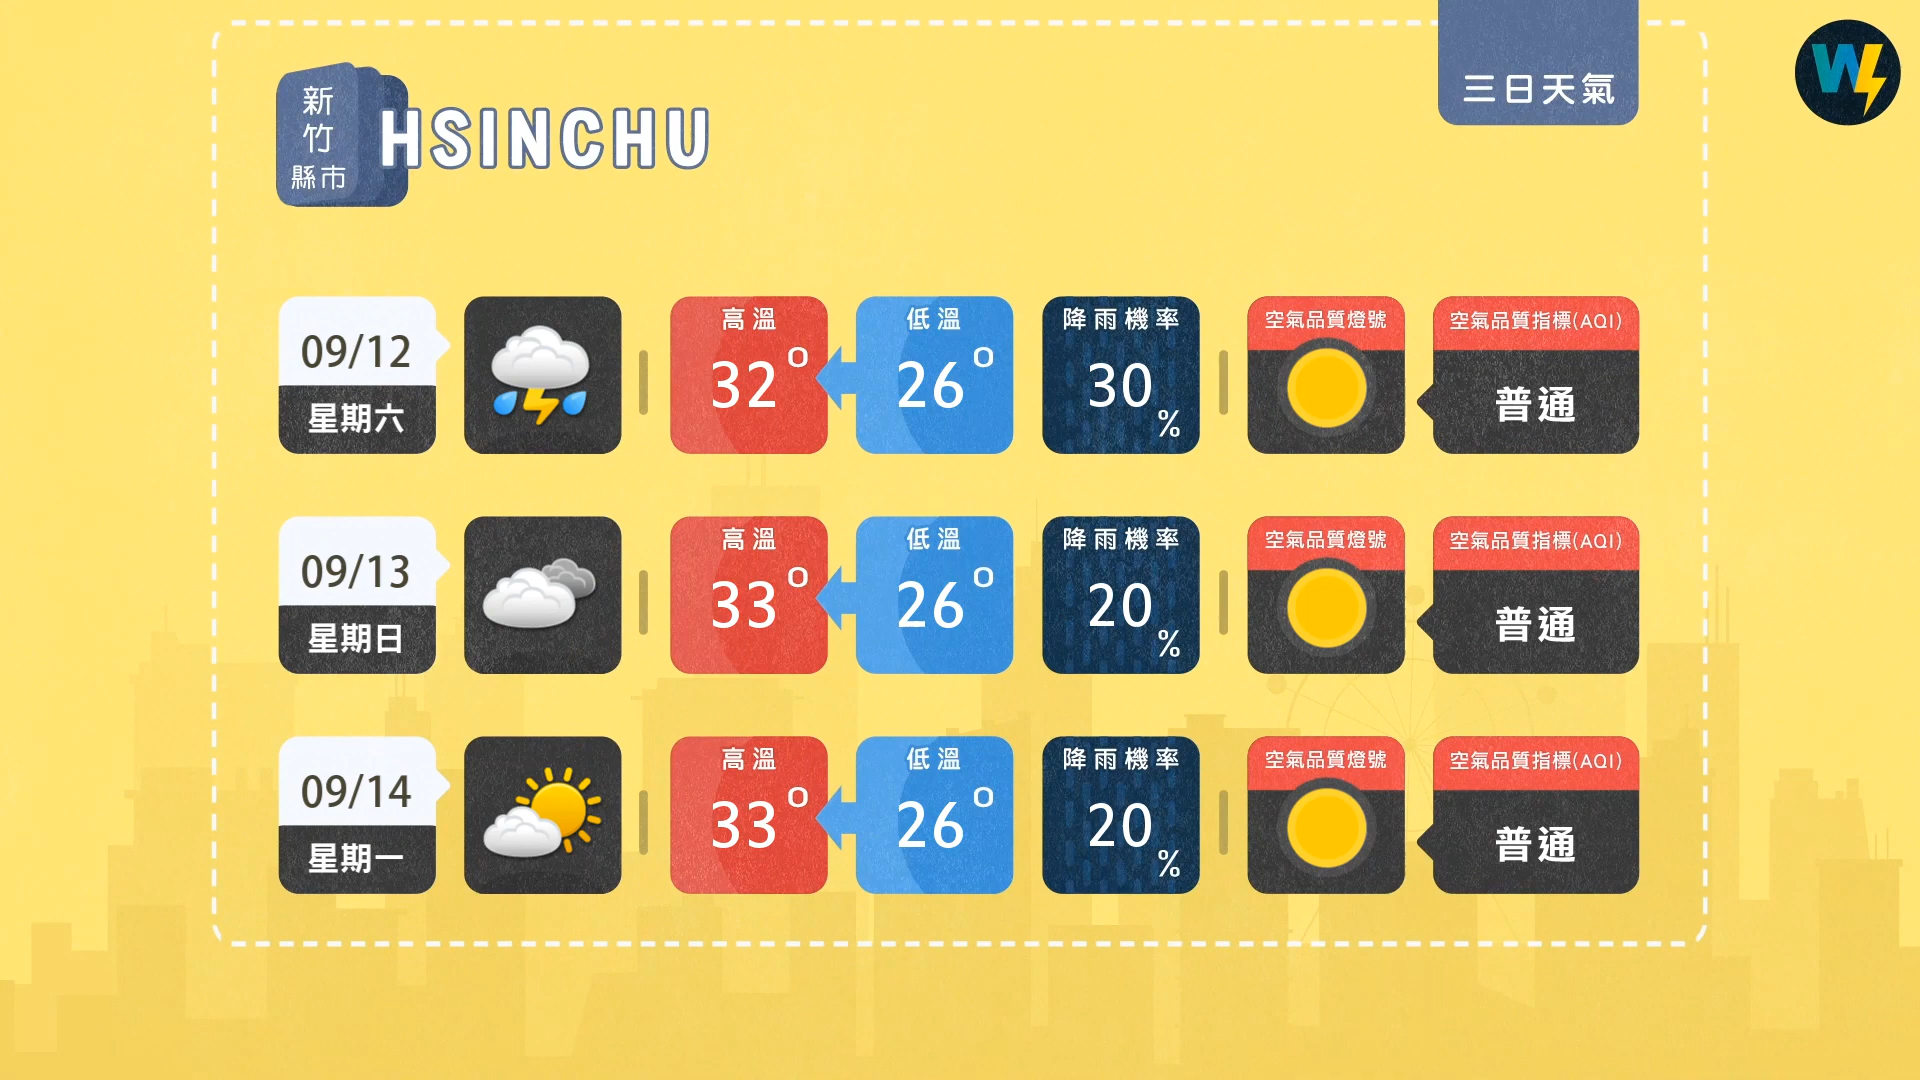 新
竹
縣市
HSINCHU
三日天氣
W
09/12
星期六
高溫
32°
低溫
26°
降雨機率
30%
空氣品質燈號
空氣品質指標(AQI)
普通
09/13
星期日
高溫
33°
低溫
26°
降雨機率
20%
空氣品質燈號
空氣品質指標(AQI)
普通
09/14
星期一
高溫
33°
低溫
26°
降雨機率
20%
空氣品質燈號
空氣品質指標(AQI)
普通